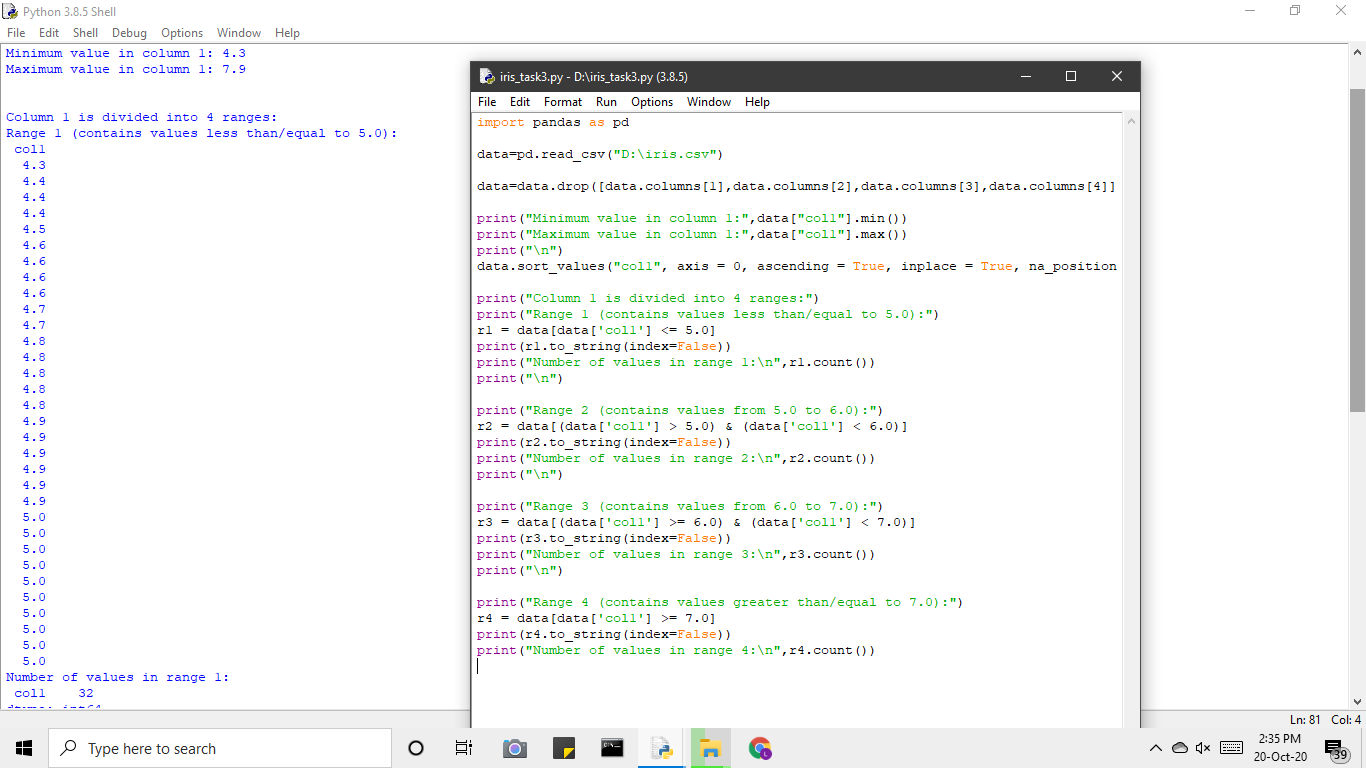 Python 3.8.5 Shell
File Edit Shell Debug Options Window Help
Minimum value in column 1: 4.3
Maximum value in column 1: 7.9
Column 1 is divided into 4 ranges:
Range 1 (contains values less than/equal to 5.0):
col1
4.3
4.4
4.4
4.4
4.5
4.6
4.6
4.6
4.6
4.7
4.7
4.8
4.8
4.8
4.8
4.8
4.9
4.9
4.9
4.9
4.9
4.9
5.0
5.0
5.0
5.0
5.0
5.0
5.0
5.0
5.0
5.0
Number of values in range 1:
col1 32
dtype: int64
iris_task3.py - D:\iris_task3.py (3.8.5)
File Edit Format Run Options Window Help
import pandas as pd
data=pd.read_csv("D:\iris.csv")
data=data.drop([data.columns[1],data.columns[2],data.columns[3],data.columns[4]]
print("Minimum value in column 1:",data["col1"].min())
print("Maximum value in column 1:",data["col1"].max())
print("\n")
data.sort_values("col1", axis = 0, ascending = True, inplace = True, na_position
print("Column 1 is divided into 4 ranges:")
print("Range 1 (contains values less than/equal to 5.0):")
r1 = data[data['col1'] <= 5.0]
print(r1.to_string(index=False))
print("Number of values in range 1:\n",r1.count())
print("\n")
print("Range 2 (contains values from 5.0 to 6.0):")
r2 = data[(data['col1'] > 5.0) & (data['col1'] < 6.0)]
print(r2.to_string(index=False))
print("Number of values in range 2:\n",r2.count())
print("\n")
print("Range 3 (contains values from 6.0 to 7.0):")
r3 = data[(data['col1'] >= 6.0) & (data['col1'] < 7.0)]
print(r3.to_string(index=False))
print("Number of values in range 3:\n",r3.count())
print("\n")
print("Range 4 (contains values greater than/equal to 7.0):")
r4 = data[data['col1'] >= 7.0]
print(r4.to_string(index=False))
print("Number of values in range 4:\n",r4.count())
Ln: 81 Col: 4
Type here to search
2:35 PM
20-Oct-20
39